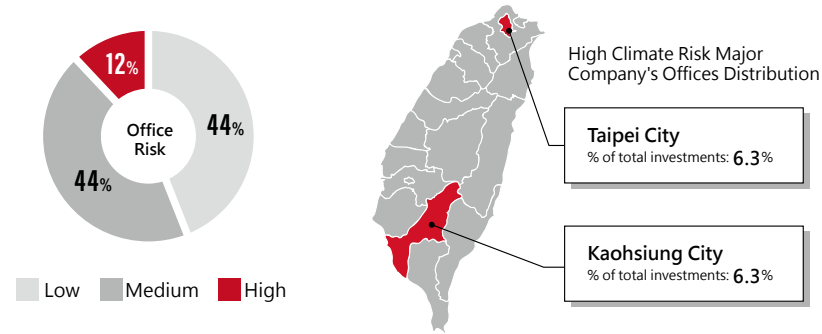 12%
44%
44%
Office
Risk
Low
Medium
High
High Climate Risk Major
Company's Offices Distribution
Taipei City
% of total investments: 6.3%
Kaohsiung City
% of total investments: 6.3%